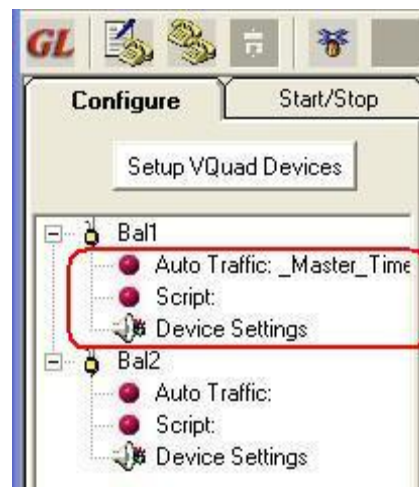 GL
Configure
Start/Stop
Setup VQuad Devices
Bal1
Auto Traffic: _Master_Time
Script:
Device Settings
Bal2
Auto Traffic:
Script:
Device Settings